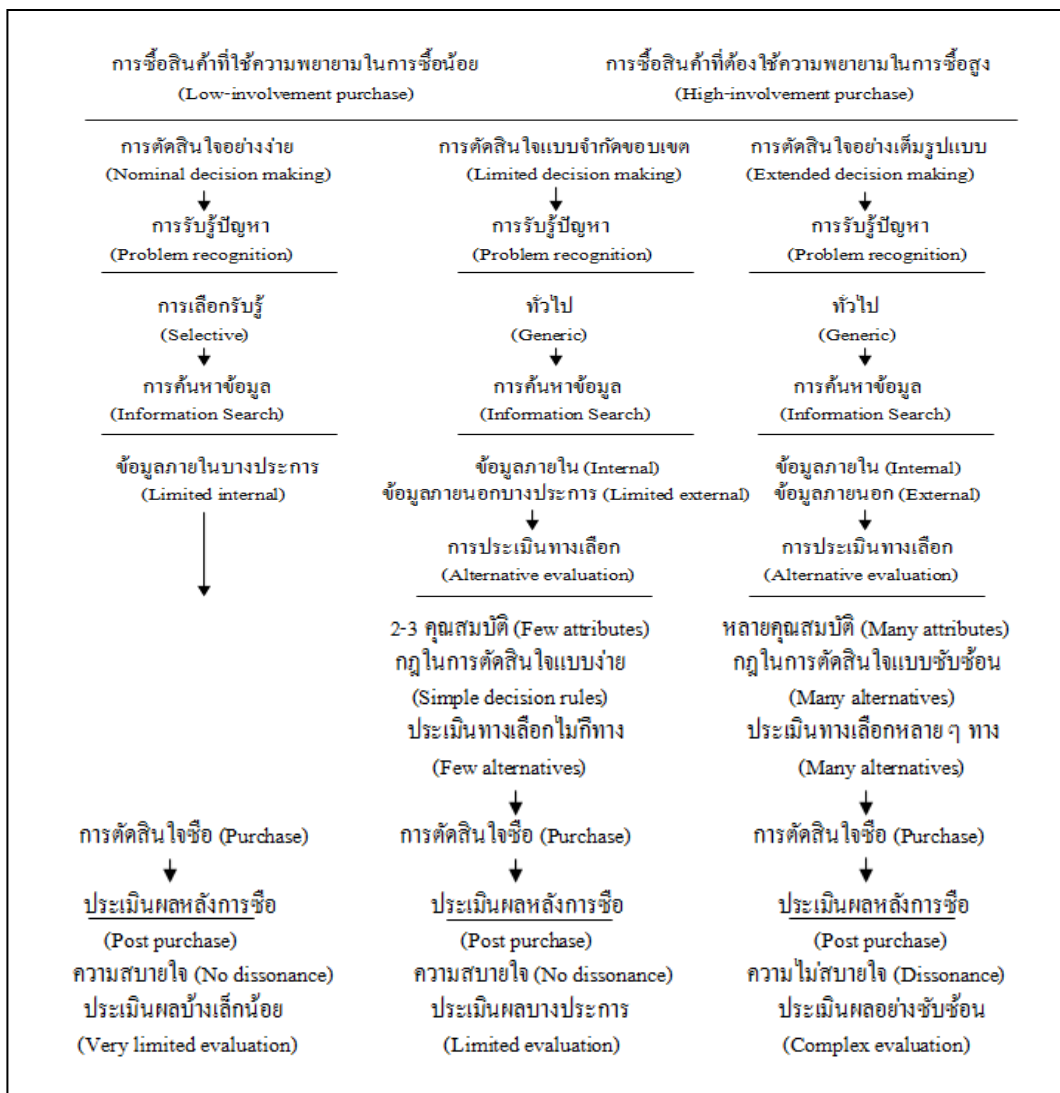 การซื้อสินค้าที่ใช้ความพยายามในการซื้อน้อย
(Low-involvement purchase)
การซื้อสินค้าที่ต้องใช้ความพยายามในการซื้อสูง
(High-involvement purchase)
การตัดสินใจอย่างง่าย
(Nominal decision making)
การรับรู้ปัญหา
(Problem recognition)
การเลือกรับรู้
(Selective)
การค้นหาข้อมูล
(Information Search)
ข้อมูลภายในบางประการ
(Limited internal)
การตัดสินใจซื้อ (Purchase)
ประเมินผลหลังการซื้อ
(Post purchase)
ความสบายใจ (No dissonance)
ประเมินผลบ้างเล็กน้อย
(Very limited evaluation)
การตัดสินใจแบบจำกัดขอบเขต
(Limited decision making)
การรับรู้ปัญหา
(Problem recognition)
ทั่วไป
(Generic)
การค้นหาข้อมูล
(Information Search)
ข้อมูลภายใน (Internal)
ข้อมูลภายนอกบางประการ (Limited external)
การประเมินทางเลือก
(Alternative evaluation)
2-3 คุณสมบัติ (Few attributes)
กฎในการตัดสินใจแบบง่าย
(Simple decision rules)
ประเมินทางเลือกไม่กี่ทาง
(Few alternatives)
การตัดสินใจซื้อ (Purchase)
ประเมินผลหลังการซื้อ
(Post purchase)
ความสบายใจ (No dissonance)
ประเมินผลบางประการ
(Limited evaluation)
การตัดสินใจอย่างเต็มรูปแบบ
(Extended decision making)
การรับรู้ปัญหา
(Problem recognition)
ทั่วไป
(Generic)
การค้นหาข้อมูล
(Information Search)
ข้อมูลภายใน (Internal)
ข้อมูลภายนอก (External)
การประเมินทางเลือก
(Alternative evaluation)
หลายคุณสมบัติ (Many attributes)
กฎในการตัดสินใจแบบซับซ้อน
(Many alternatives)
ประเมินทางเลือกหลาย ๆ ทาง
(Many alternatives)
การตัดสินใจซื้อ (Purchase)
ประเมินผลหลังการซื้อ
(Post purchase)
ความไม่สบายใจ (Dissonance)
ประเมินผลอย่างซับซ้อน
(Complex evaluation)